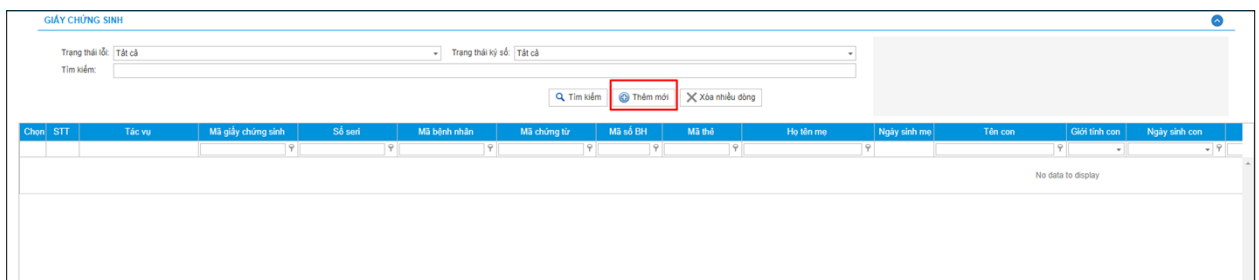 GIẤY CHỨNG SINH
Trạng thái lỗi: Tất cả Trạng thái ký số: Tất cả
Tìm kiếm:
Tìm kiếm Thêm mới Xóa nhiều dòng
Chọn STT Tác vụ Mã giấy chứng sinh Số seri Mã bệnh nhân Mã chứng từ Mã số BH Mã thẻ Họ tên mẹ Ngày sinh mẹ Tên con Giới tính con Ngày sinh con
No data to display